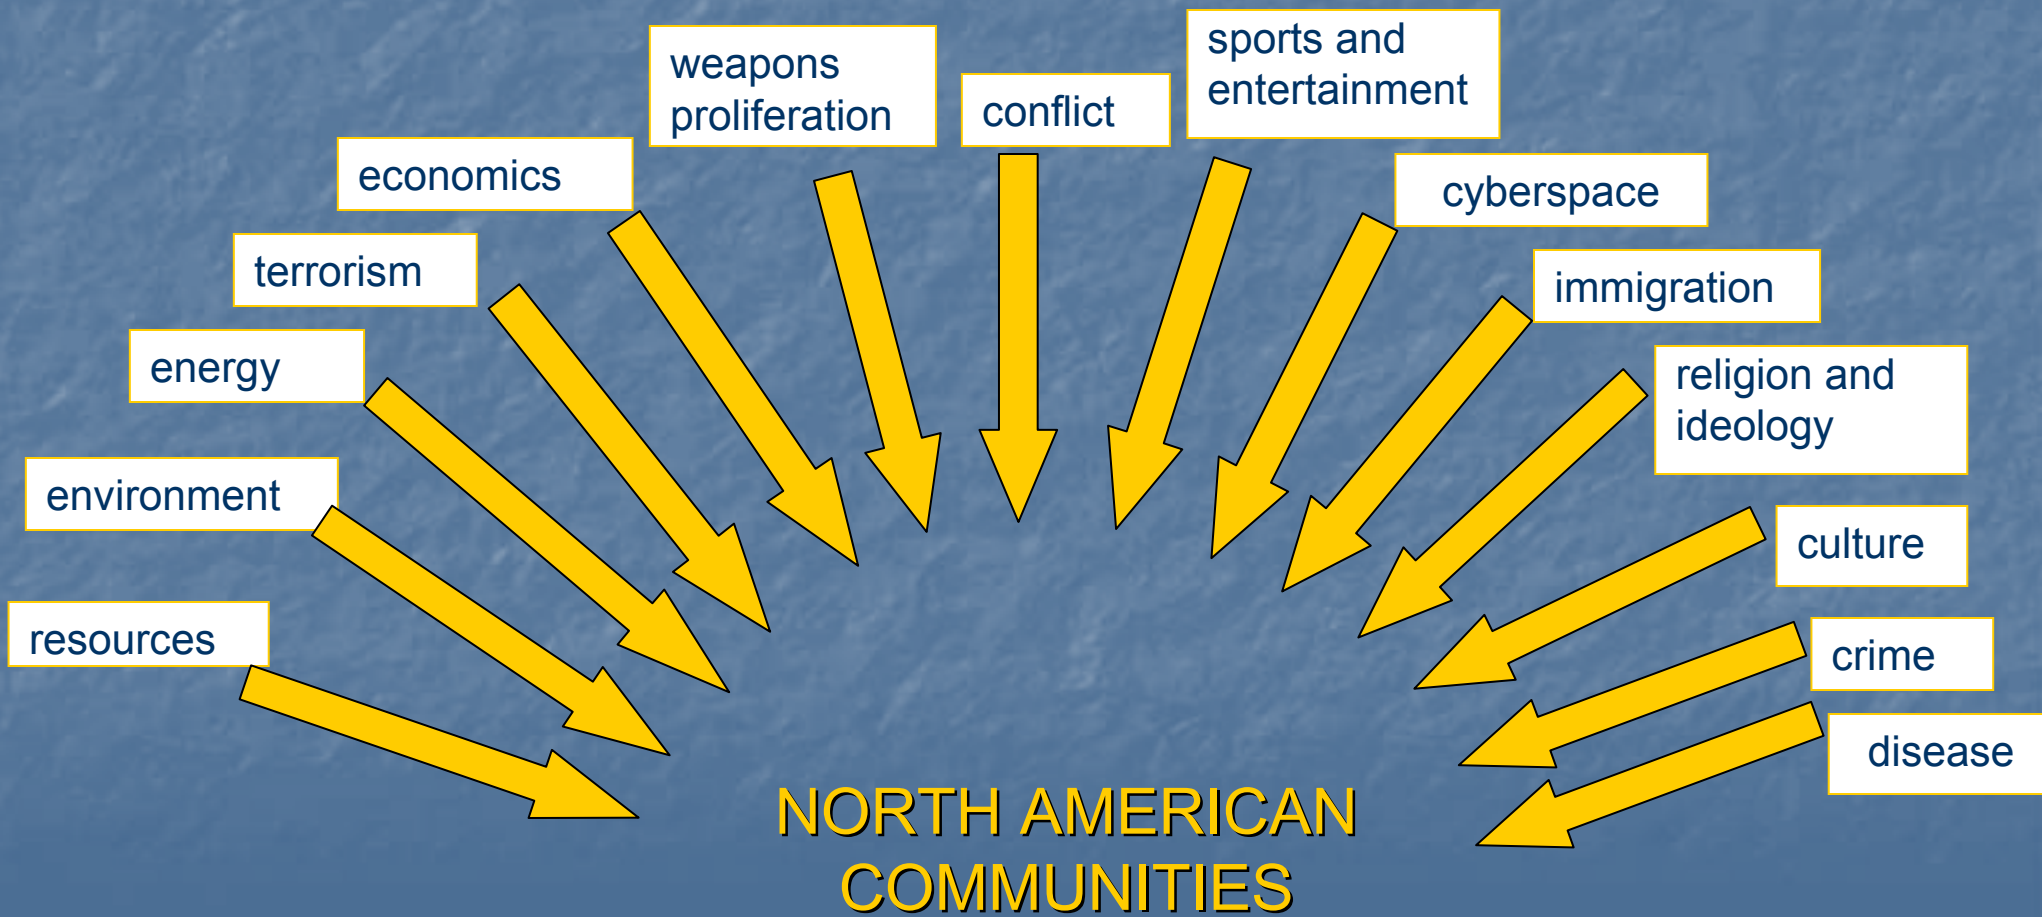 weapons
proliferation
conflict
sports and
entertainment
economics
cyberspace
terrorism
immigration
energy
religion and
ideology
environment
culture
resources
crime
disease
NORTH AMERICAN
COMMUNITIES